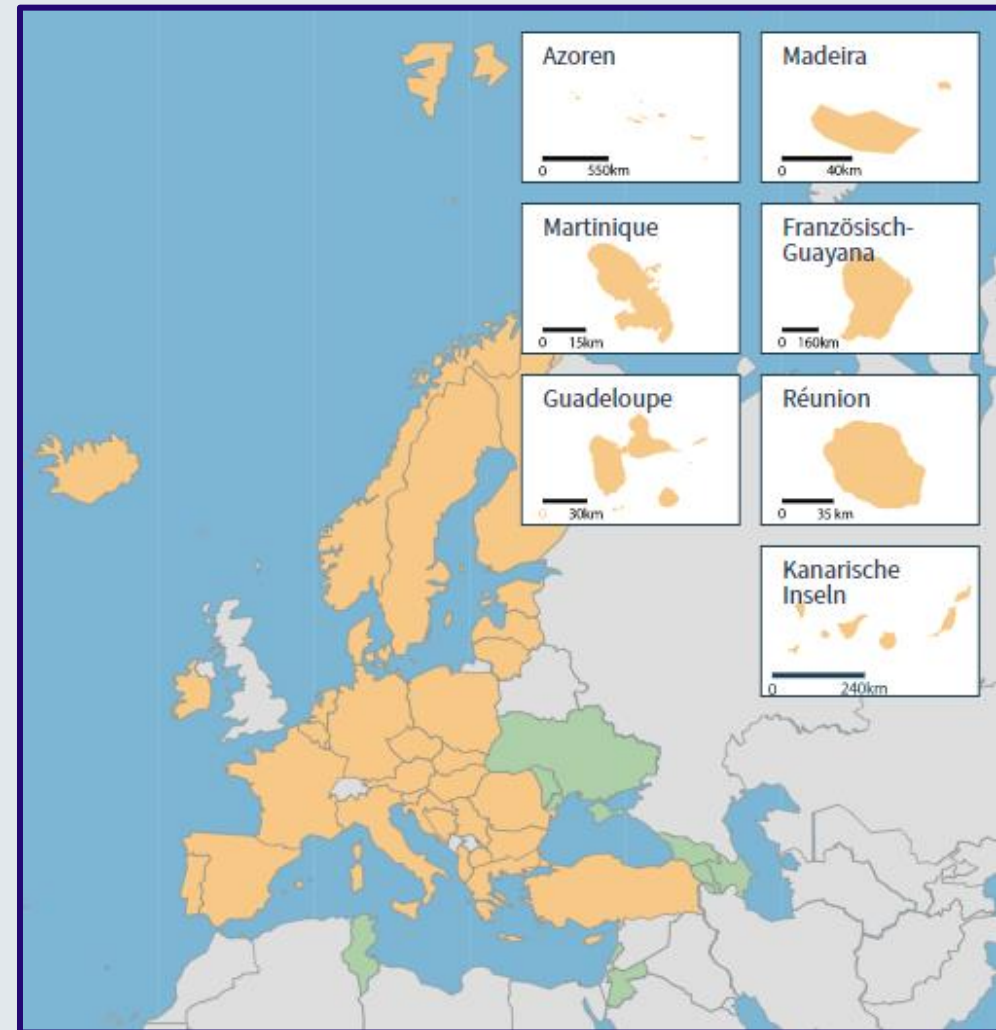 Azoren
0 550km
Madeira
0 40km
Martinique
0 15km
Französisch-
Guayana
0 160km
Guadeloupe
0 30km
Réunion
0 35 km
Kanarische
Inseln
0 240km